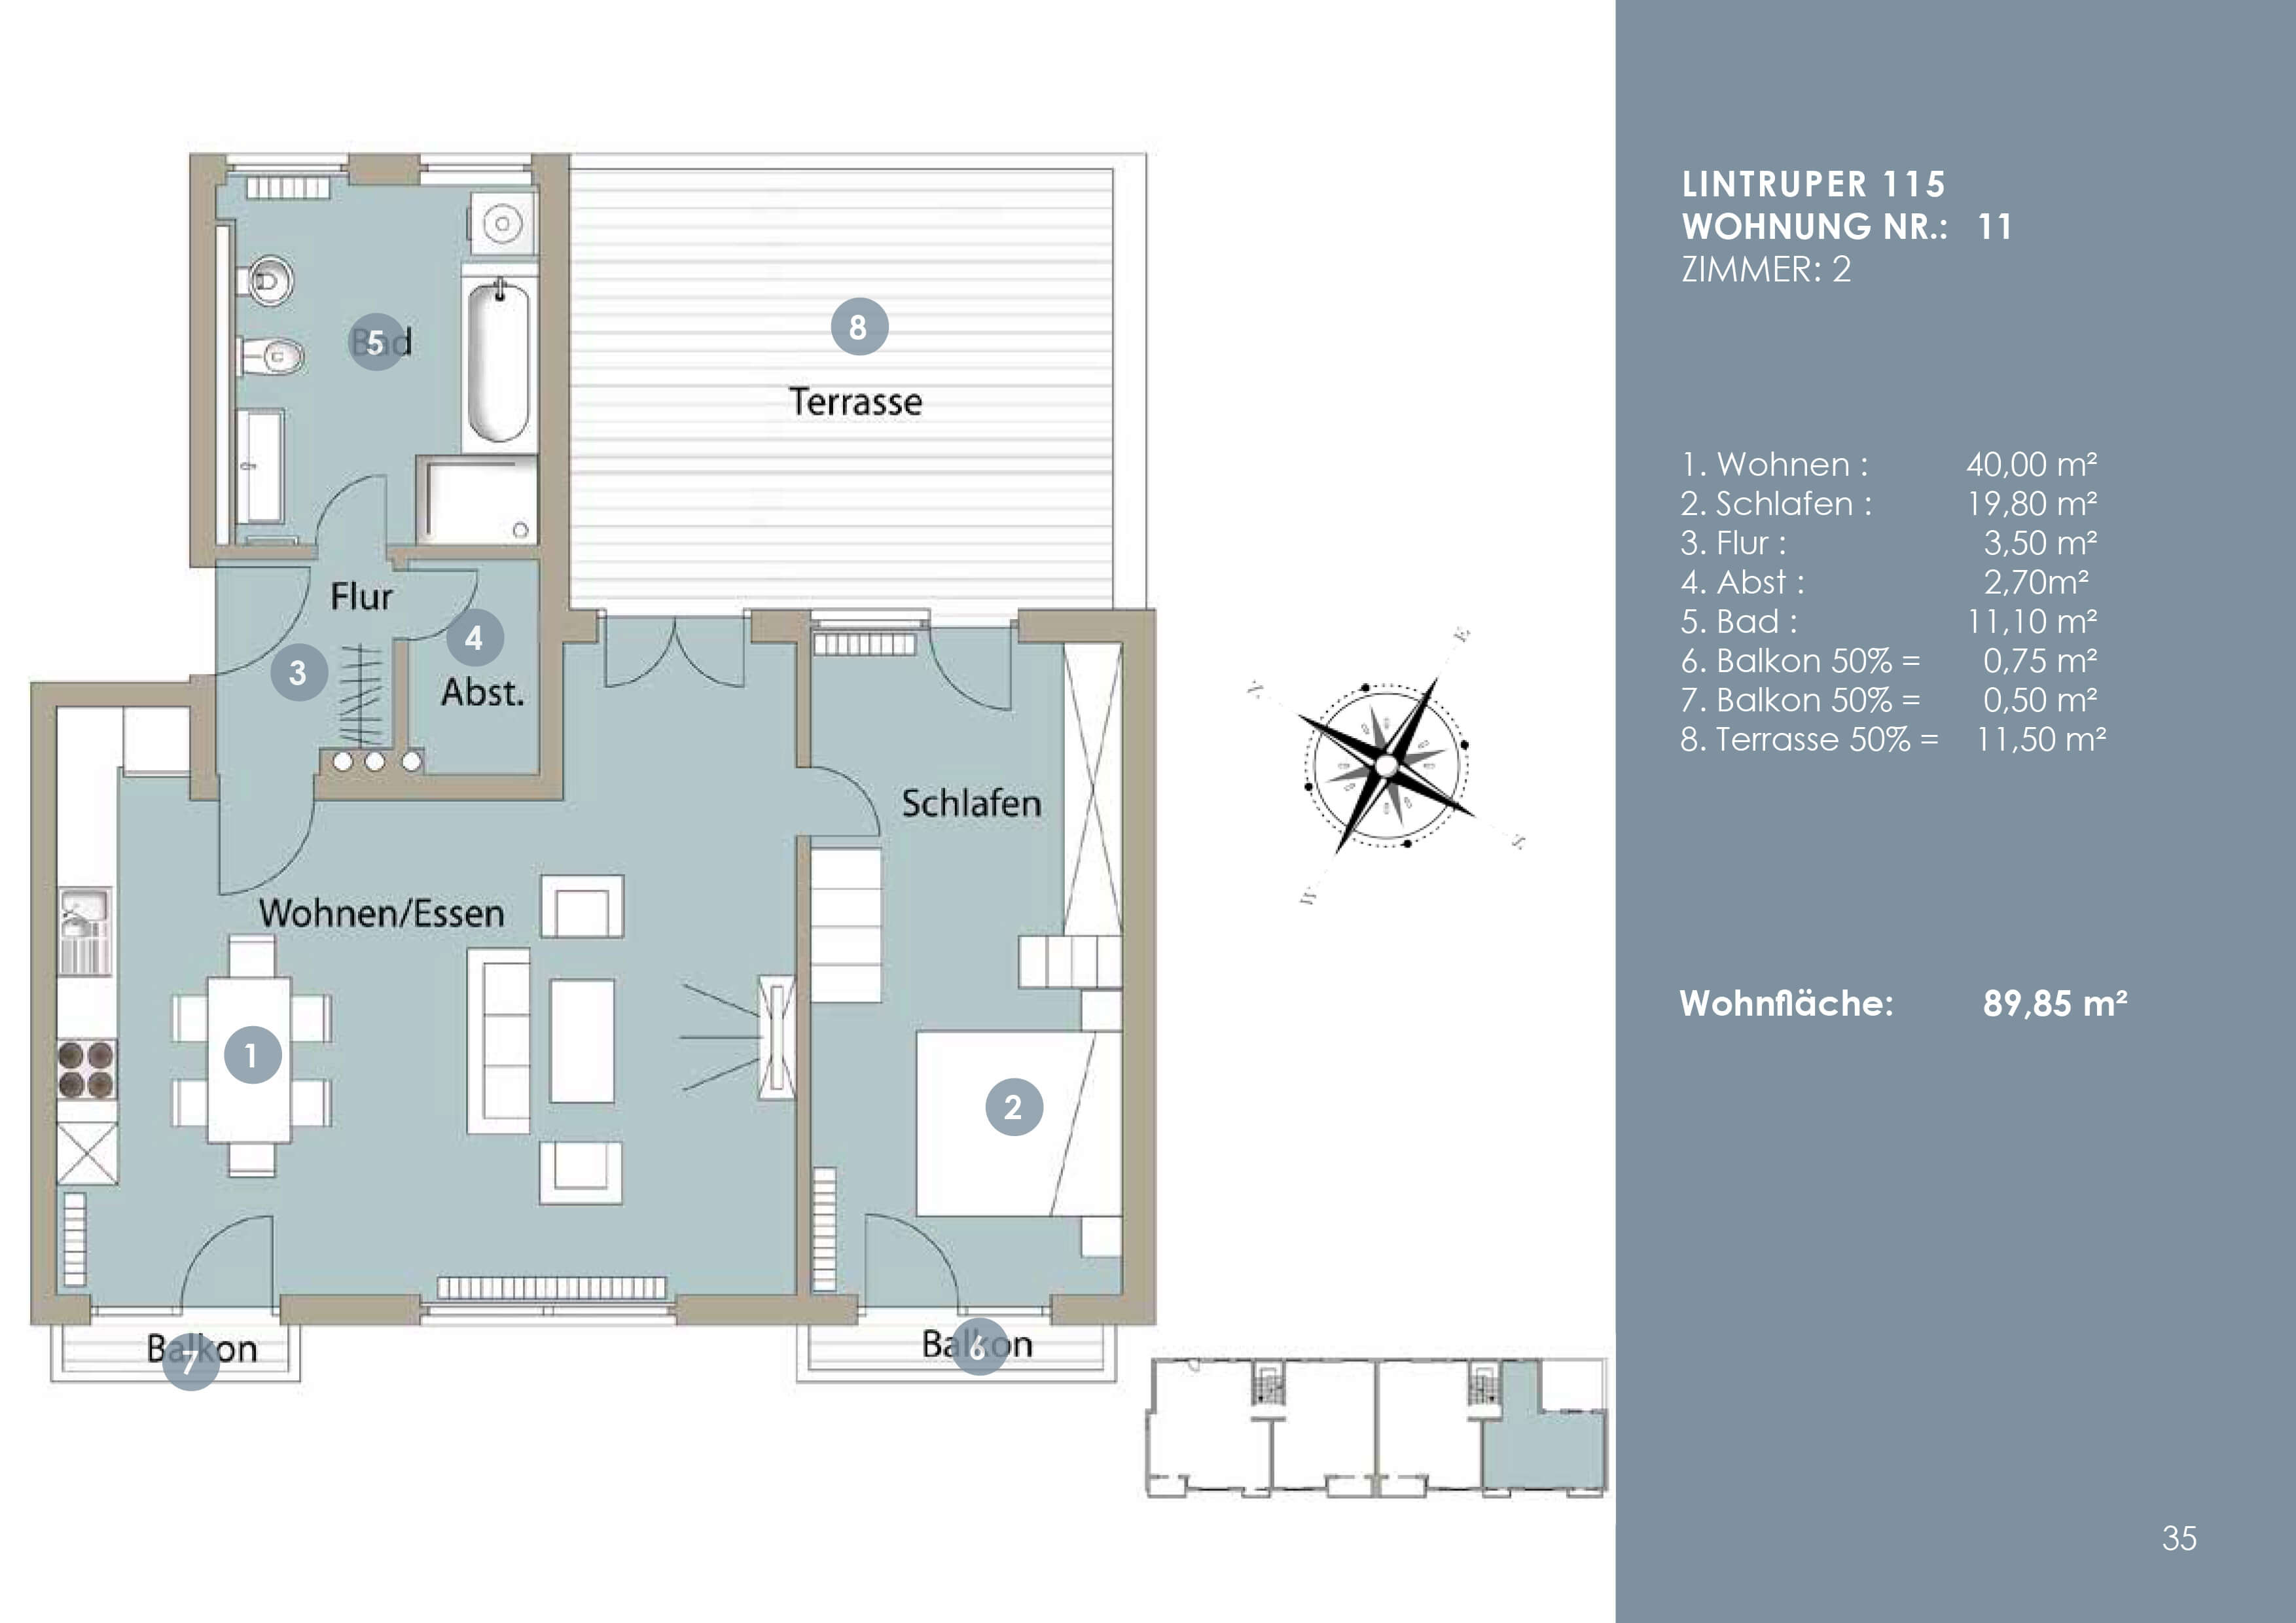 LINTRUPER 115
WOHNUNG NR.: 11
ZIMMER: 2
1. Wohnen : 40,00 m²
2. Schlafen : 19,80 m²
3. Flur : 3,50 m²
4. Abst : 2,70m²
5. Bad : 11,10 m²
6. Balkon 50% = 0,75 m²
7. Balkon 50% = 0,50 m²
8. Terrasse 50% = 11,50 m²
Wohnfläche: 89,85 m²
35
5
Bad
8
Terrasse
Flur
4
3
Abst.
Schlafen
Wohnen/Essen
1
2
Balkon
7
Balkon
6
N
E
S
W